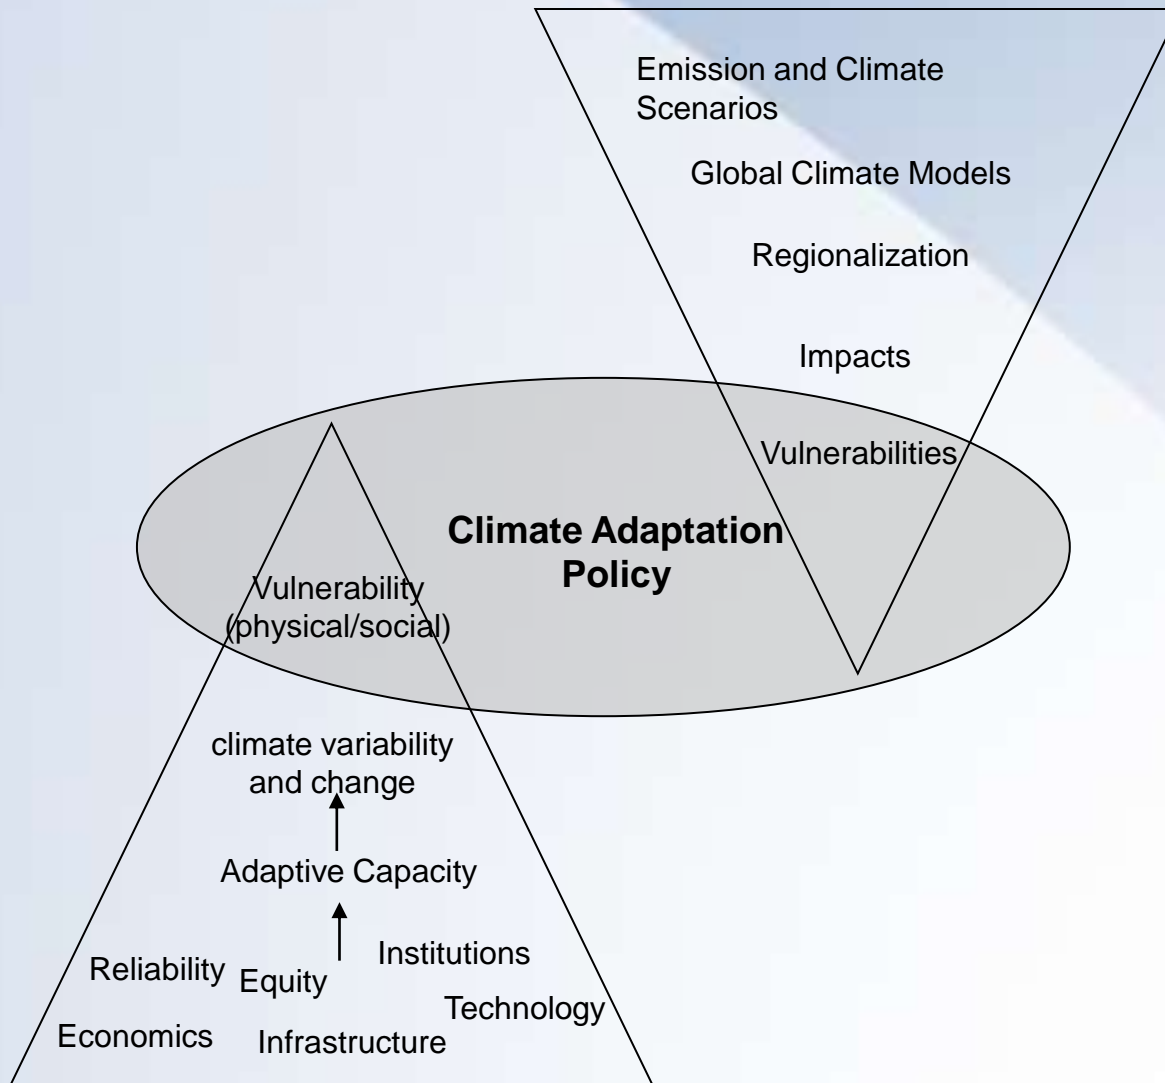 Emission and Climate
Scenarios
Global Climate Models
Regionalization
Impacts
Vulnerabilities
Climate Adaptation
Policy
Vulnerability
(physical/social)
climate variability
and change
Adaptive Capacity
Institutions
Reliability
Equity
Technology
Economics
Infrastructure